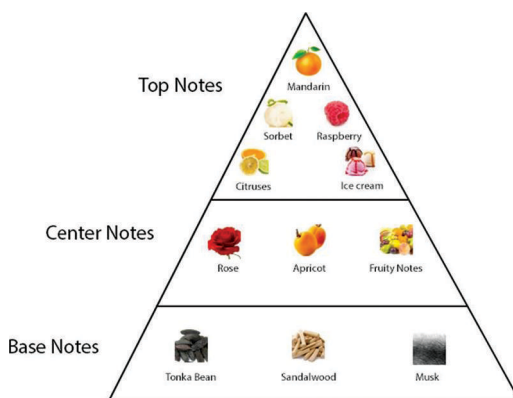 Top Notes
Mandarin
Sorbet
Raspberry
Citruses
Ice cream
Center Notes
Rose
Apricot
Fruity Notes
Base Notes
Tonka Bean
Sandalwood
Musk